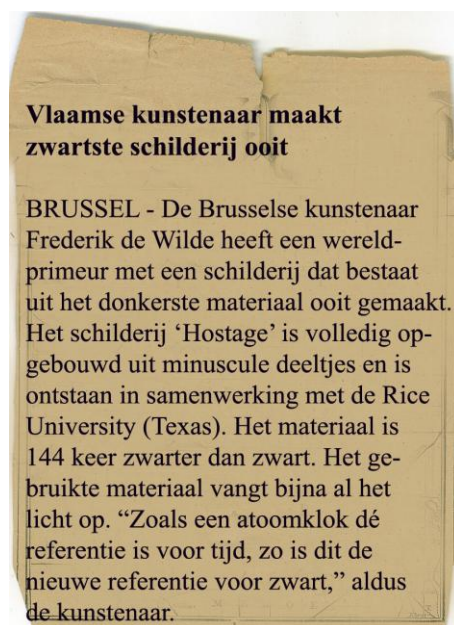 Vlaamse kunstenaar maakt
zwartste schilderij ooit
BRUSSEL - De Brusselse kunstenaar
Frederik de Wilde heeft een wereld-
primeur met een schilderij dat bestaat
uit het donkerste materiaal ooit gemaakt.
Het schilderij ‘Hostage’ is volledig op-
gebouwd uit minuscule deeltjes en is
ontstaan in samenwerking met de Rice
University (Texas). Het materiaal is
144 keer zwarter dan zwart. Het ge-
bruikte materiaal vangt bijna al het
licht op. “Zoals een atoomklok dé
referentie is voor tijd, zo is dit de
nieuwe referentie voor zwart,” aldus
de kunstenaar.